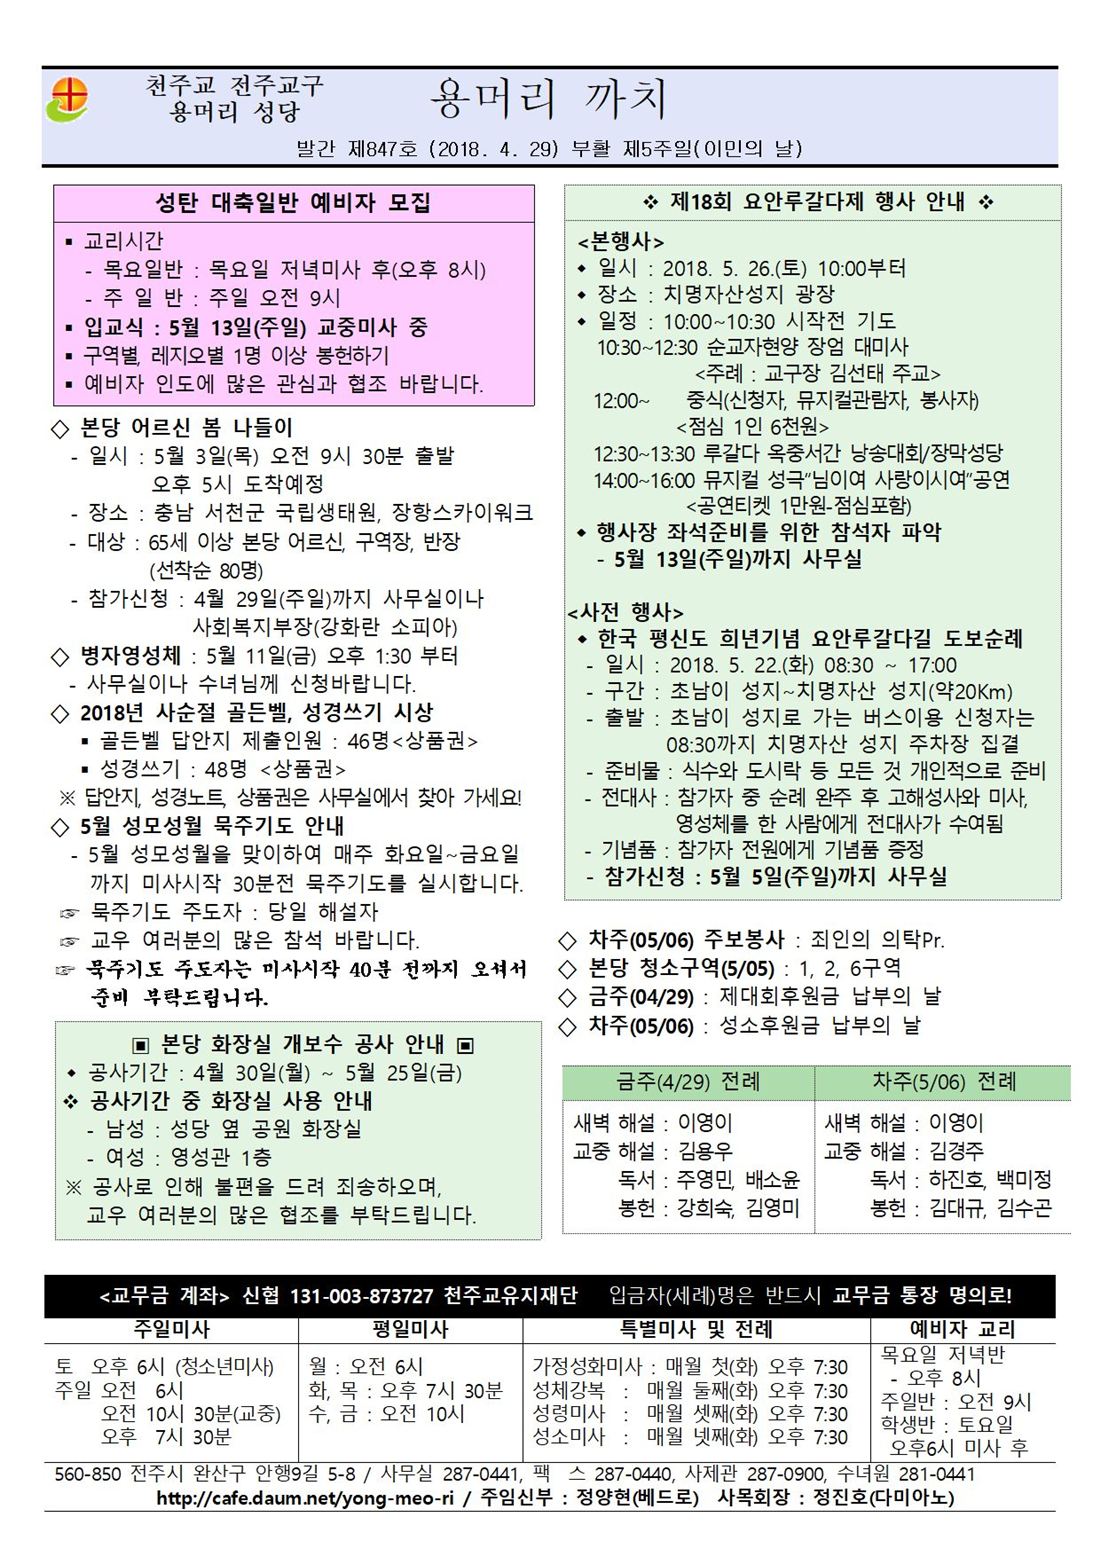 천주교 전주교구
용머리 성당
용머리 까치
발간 제847호 (2018. 4. 29) 부활 제5주일(이민의 날)
성탄 대축일반 예비자 모집
▪ 교리시간
- 목요일반 : 목요일 저녁미사 후(오후 8시)
- 주 일 반 : 주일 오전 9시
▪ 입교식 : 5월 13일(주일) 교중미사 중
▪ 구역별, 레지오별 1명 이상 봉헌하기
▪ 예비자 인도에 많은 관심과 협조 바랍니다.
◇ 본당 어르신 봄 나들이
- 일시 : 5월 3일(목) 오전 9시 30분 출발
오후 5시 도착예정
- 장소 : 충남 서천군 국립생태원, 장항스카이워크
- 대상 : 65세 이상 본당 어르신, 구역장, 반장
(선착순 80명)
- 참가신청 : 4월 29일(주일)까지 사무실이나
사회복지부장(강화란 소피아)
◇ 병자영성체 : 5월 11일(금) 오후 1:30 부터
- 사무실이나 수녀님께 신청바랍니다.
◇ 2018년 사순절 골든벨, 성경쓰기 시상
▪ 골든벨 답안지 제출인원 : 46명<상품권>
▪ 성경쓰기 : 48명 <상품권>
※ 답안지, 성경노트, 상품권은 사무실에서 찾아 가세요!
◇ 5월 성모성월 묵주기도 안내
- 5월 성모성월을 맞이하여 매주 화요일~금요일
까지 미사시작 30분전 묵주기도를 실시합니다.
☞ 묵주기도 주도자 : 당일 해설자
☞ 교우 여러분의 많은 참석 바랍니다.
☞ 묵주기도 주도자는 미사시작 40분 전까지 오셔서
준비 부탁드립니다.
▣ 본당 화장실 개보수 공사 안내 ▣
◆ 공사기간 : 4월 30일(월) ~ 5월 25일(금)
❖ 공사기간 중 화장실 사용 안내
- 남성 : 성당 옆 공원 화장실
- 여성 : 영성관 1층
※ 공사로 인해 불편을 드려 죄송하오며,
교우 여러분의 많은 협조를 부탁드립니다.
❖ 제18회 요안루갈다제 행사 안내 ❖
<본행사>
◆ 일시 : 2018. 5. 26.(토) 10:00부터
◆ 장소 : 치명자산성지 광장
◆ 일정 : 10:00~10:30 시작전 기도
10:30~12:30 순교자현양 장엄 대미사
<주례 : 교구장 김선태 주교>
12:00~ 중식(신청자, 뮤지컬관람자, 봉사자)
<점심 1인 6천원>
12:30~13:30 루갈다 옥중서간 낭송대회/장막성당
14:00~16:00 뮤지컬 성극"님이여 사랑이시여"공연
<공연티켓 1만원-점심포함)
◆ 행사장 좌석준비를 위한 참석자 파악
- 5월 13일(주일)까지 사무실
<사전 행사>
◆ 한국 평신도 희년기념 요안루갈다길 도보순례
- 일시 : 2018. 5. 22.(화) 08:30 ~ 17:00
- 구간 : 초남이 성지~치명자산 성지(약20Km)
- 출발 : 초남이 성지로 가는 버스이용 신청자는
08:30까지 치명자산 성지 주차장 집결
- 준비물 : 식수와 도시락 등 모든 것 개인적으로 준비
- 전대사 : 참가자 중 순례 완주 후 고해성사와 미사,
영성체를 한 사람에게 전대사가 수여됨
- 기념품 : 참가자 전원에게 기념품 증정
- 참가신청 : 5월 5일(주일)까지 사무실
◇ 차주(05/06) 주보봉사 : 죄인의 의탁Pr.
◇ 본당 청소구역(5/05) : 1, 2, 6구역
◇ 금주(04/29) : 제대회후원금 납부의 날
◇ 차주(05/06) : 성소후원금 납부의 날
금주(4/29) 전례 차주(5/06) 전례
새벽 해설 : 이영이 새벽 해설 : 이영이
교중 해설 : 김용우 교중 해설 : 김경주
독서 : 주영민, 배소윤 독서 : 하진호, 백미정
봉헌 : 강희숙, 김영미 봉헌 : 김대규, 김수곤
<교무금 계좌> 신협 131-003-873727 천주교유지재단 입금자(세례)명은 반드시 교무금 통장 명의로!
주일미사
토 오후 6시 (청소년미사)
주일 오전 6시
오전 10시 30분(교중)
오후 7시 30분
평일미사
월 : 오전 6시
화, 목 : 오후 7시 30분
수, 금 : 오전 10시
특별미사 및 전례
가정성화미사 : 매월 첫(화) 오후 7:30
성체강복 : 매월 둘째(화) 오후 7:30
성령미사 : 매월 셋째(화) 오후 7:30
성소미사 : 매월 넷째(화) 오후 7:30
예비자 교리
목요일 저녁반
- 오후 8시
주일반 : 오전 9시
학생반 : 토요일
오후6시 미사 후
560-850 전주시 완산구 안행9길 5-8 / 사무실 287-0441, 팩 스 287-0440, 사제관 287-0900, 수녀원 281-0441
http://cafe.daum.net/yong-meo-ri / 주임신부 : 정양현(베드로) 사목회장 : 정진호(다미아노)